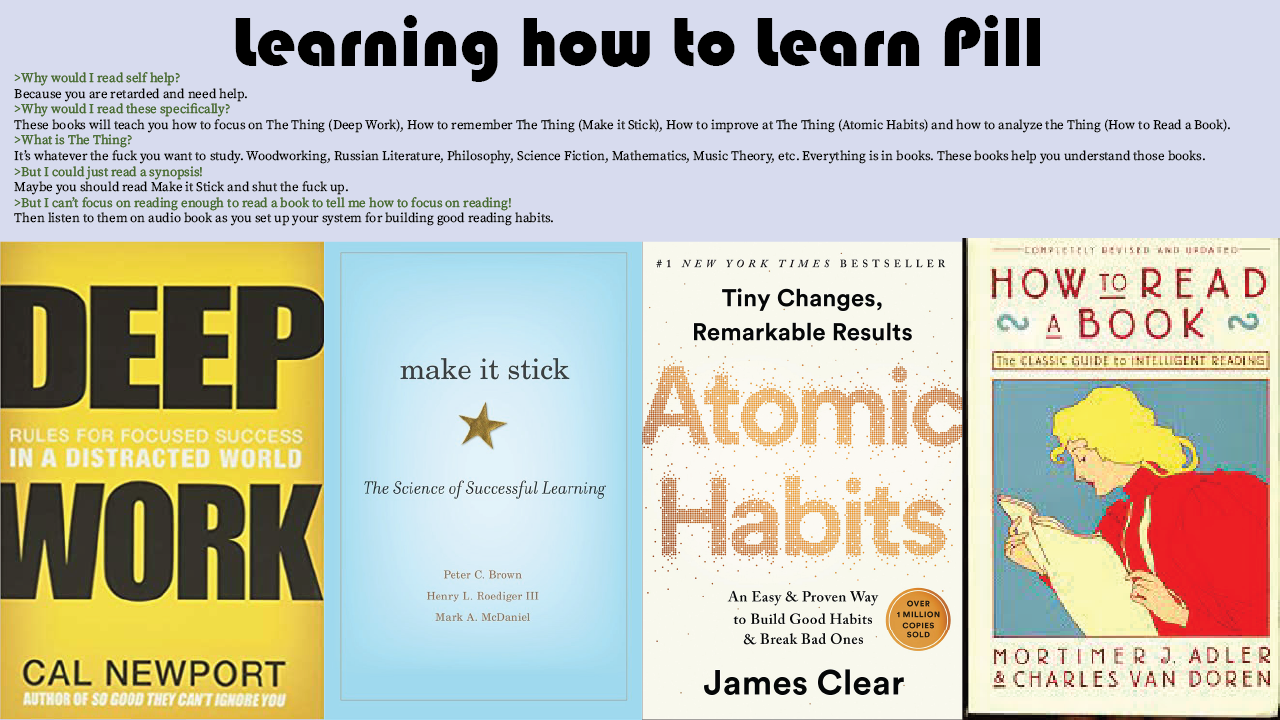 Learning how to Learn Pill
>Why would I read self help?
Because you are retarded and need help.
>Why would I read these specifically?
These books will teach you how to focus on The Thing (Deep Work), How to remember The Thing (Make it Stick), How to improve at The Thing (Atomic Habits) and how to analyze the Thing (How to Read a Book).
>What is The Thing?
It's whatever the fuck you want to study. Woodworking, Russian Literature, Philosophy, Science Fiction, Mathematics, Music Theory, etc. Everything is in books. These books help you understand those books.
>But I could just read a synopsis!
Maybe you should read Make it Stick and shut the fuck up.
>But I can't focus on reading enough to read a book to tell me how to focus on reading!
Then listen to them on audio book as you set up your system for building good reading habits.
DEEP
RULES FOR FOCUSED SUCCESS
IN A DISTRACTED WORLD
WORK
CAL NEWPORT
AUTHOR OF SO GOOD THEY CAN'T IGNORE YOU
make it stick
The Science of Successful Learning
Peter C. Brown
Henry L. Roediger III
Mark A. McDaniel
#1 NEW YORK TIMES BESTSELLER
Tiny Changes,
Remarkable Results
Atomic
Habits
An Easy & Proven Way
to Build Good Habits
& Break Bad Ones
OVER
1 MILLION
COPIES
SOLD
James Clear
COMPLETELY REVISED AND UPDATED
HOW TO READ
A BOOK
The CLASSIC GUIDE to INTELLIGENT READING
MORTIMER J. ADLER
& CHARLES VAN DOREN